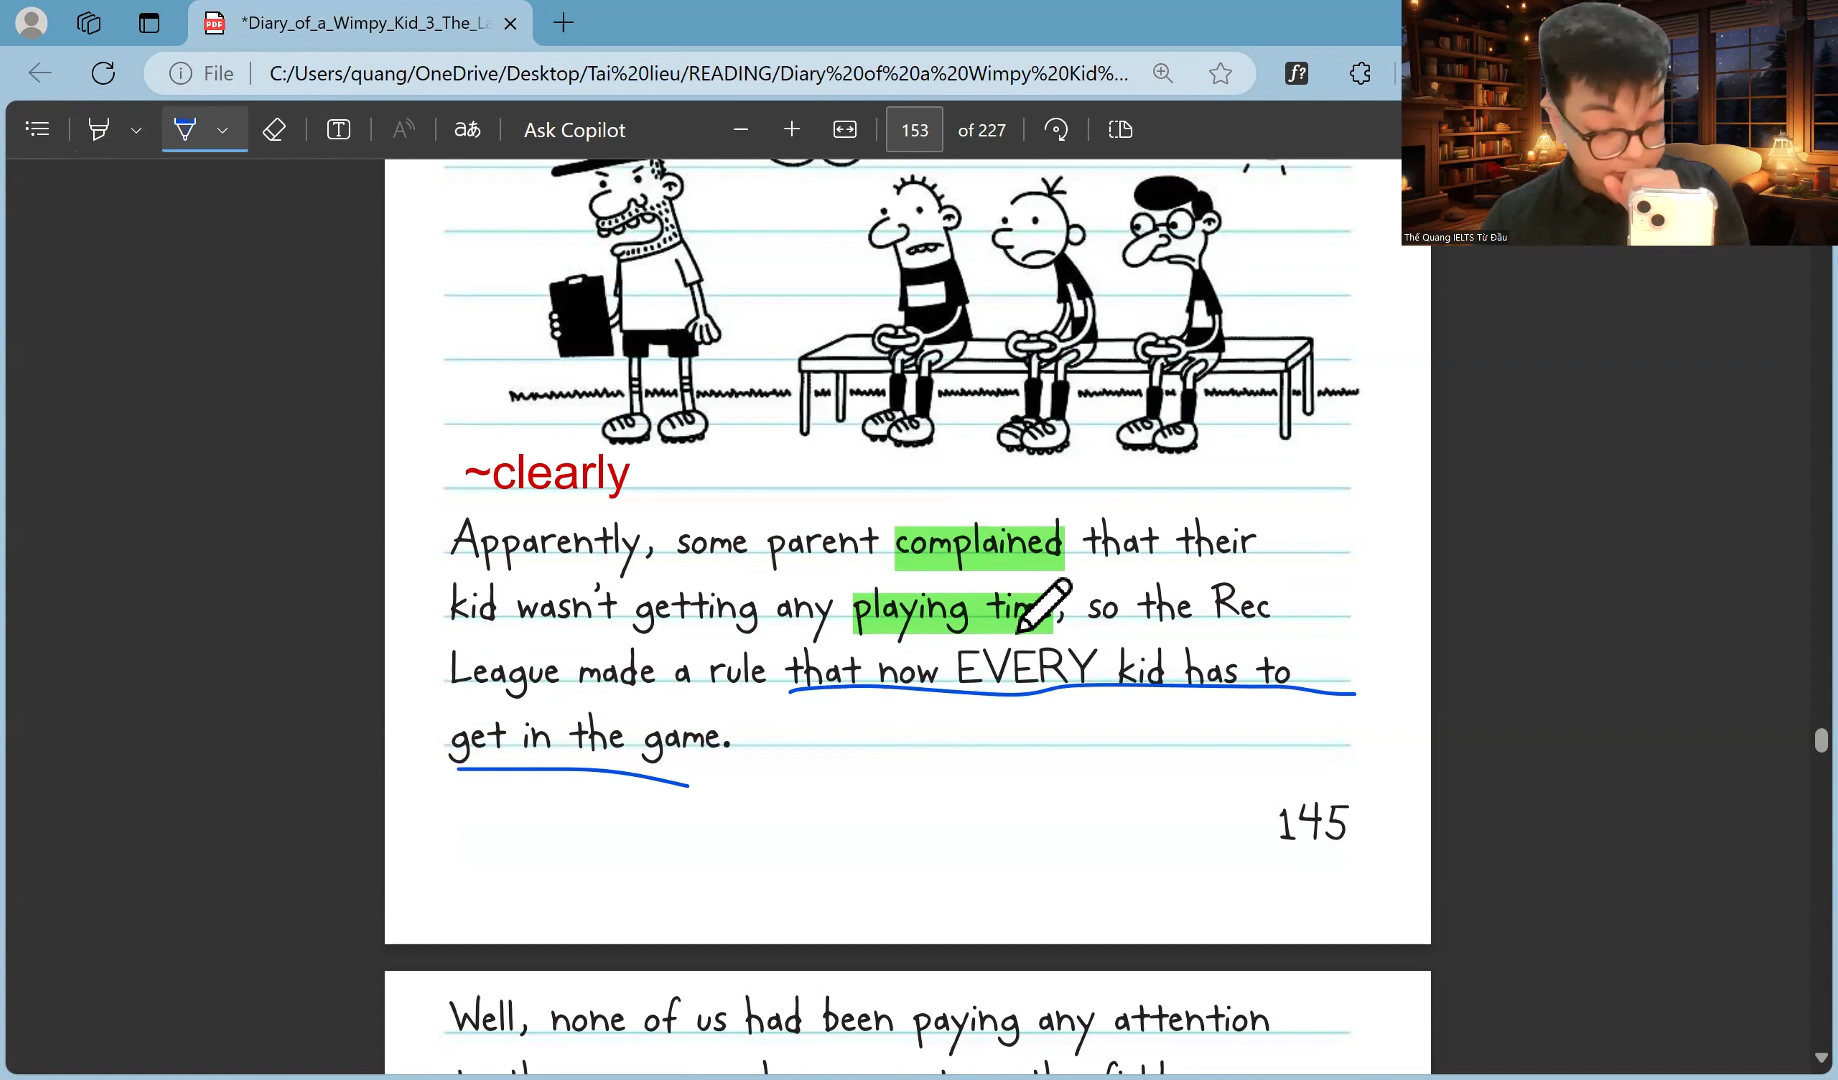 *Diary_of_a_Wimpy_Kid_3_The_La
File
C:/Users/quang/OneDrive/Desktop/Tai%20lieu/READING/Diary%20of%20a%20Wimpy%20Kid%...
f?
Ask Copilot
153 of 227
Thế Quang IELTS Từ Đầu
~clearly
Apparently, some parent complained that their
kid wasn't getting any playing so the Rec
League made a rule that now EVERY kid has to
get in the game.
145
Well, none of us had been paying any attention